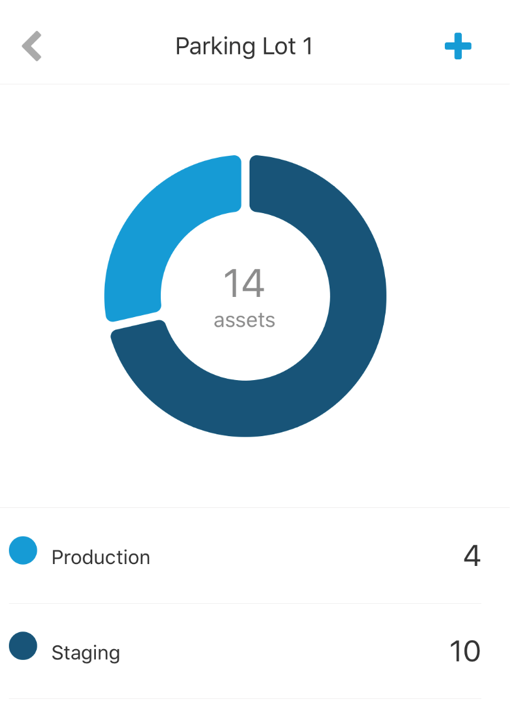 Parking Lot 1
14
assets
Production 4
Staging 10